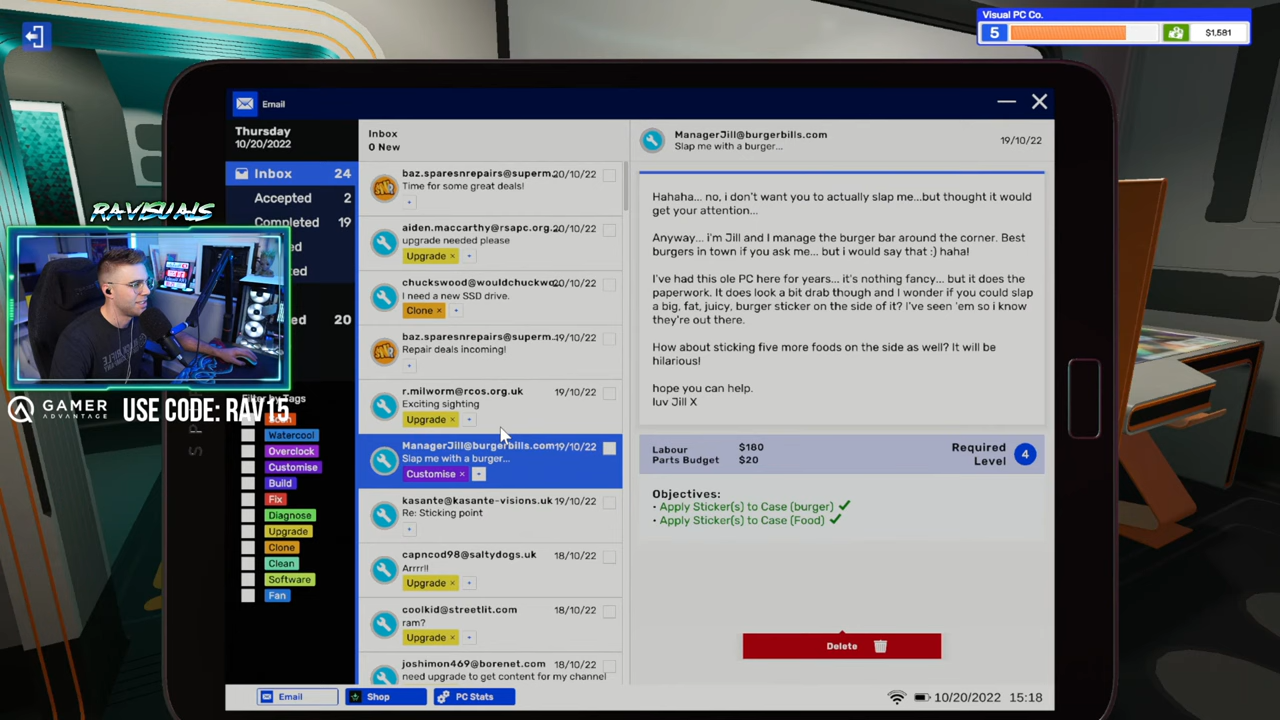 Visual PC Co.
5
$1,581
Email
Thursday
10/20/2022
Inbox 24
Accepted 2
Completed 19
20
Filter by Tags
Watercool
Overclock
Customise
Build
Fix
Diagnose
Upgrade
Clone
Clean
Software
Fan
RAVISUALS
GAMER
ADVANTAGE
USE CODE: RAV15
Inbox
0 New
baz.sparesnrepairs@superm... 20/10/22
Time for some great deals!
aiden.maccarthy@rsapc.org... 20/10/22
upgrade needed please
Upgrade ×
chuckswood@wouldchuckwo... 20/10/22
I need a new SSD drive.
Clone ×
baz.sparesnrepairs@superm... 19/10/22
Repair deals incoming!
r.milworm@rcos.org.uk 19/10/22
Exciting sighting
Upgrade ×
ManagerJill@burgerbills.com 19/10/22
Slap me with a burger...
Customise ×
kasante@kasante-visions.uk 19/10/22
Re: Sticking point
capncod98@saltydogs.uk 18/10/22
Arrr!!
Upgrade ×
coolkid@streetlit.com 18/10/22
ram?
Upgrade ×
joshimon469@borenet.com 18/10/22
need upgrade to get content for my channel
ManagerJill@burgerbills.com 19/10/22
Slap me with a burger...
Hahaha... no, i don't want you to actually slap me...but thought it would
get your attention...
Anyway... i'm Jill and I manage the burger bar around the corner. Best
burgers in town if you ask me... but i would say that :) haha!
I've had this ole PC here for years... it's nothing fancy... but it does the
paperwork. It does look a bit drab though and I wonder if you could slap
a big, fat, juicy, burger sticker on the side of it? I've seen 'em so i know
they're out there.
How about sticking five more foods on the side as well? It will be
hilarious!
hope you can help.
luv Jill X
Labour $180
Parts Budget $20
Required
Level 4
Objectives:
• Apply Sticker(s) to Case (burger)
• Apply Sticker(s) to Case (Food)
Delete
Email
Shop
PC Stats
10/20/2022 15:18